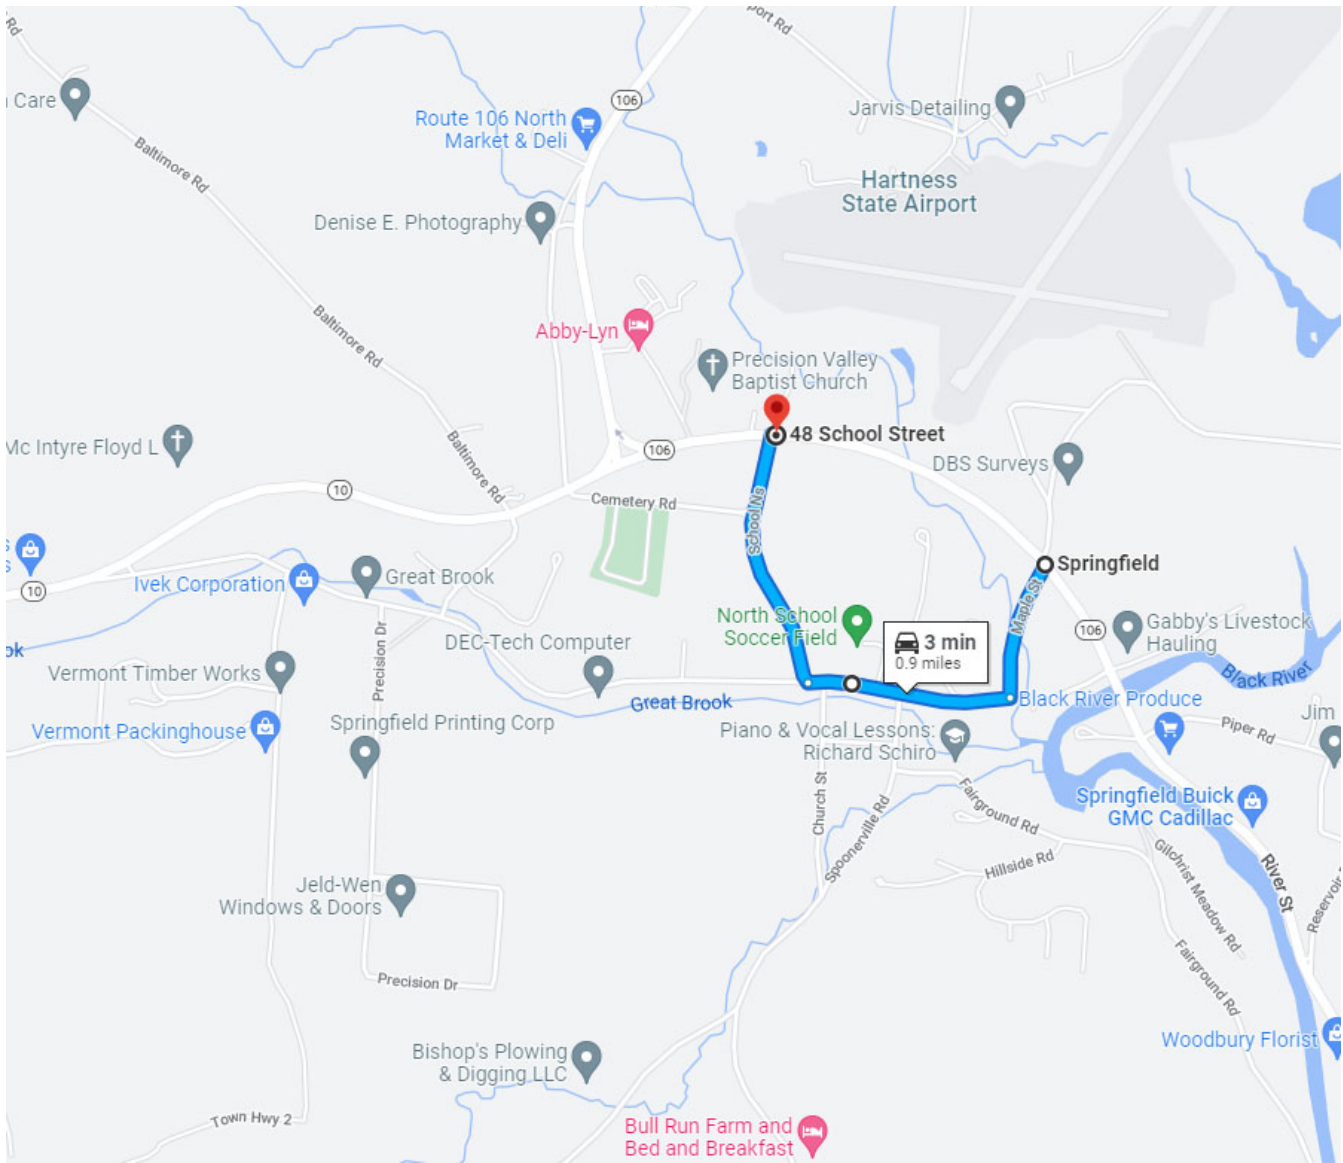 Rd
port Rd
Care
106
Route 106 North
Market & Deli
Jarvis Detailing
Baltimore Rd
Hartness
State Airport
Denise E. Photography
Baltimore Rd
Abby-Lyn
Precision Valley
Baptist Church
48 School Street
Mc Intyre Floyd L
106
Baltimore Rd
DBS Surveys
10
Cemetery Rd
School Ns
s
s
10
Ivek Corporation
Great Brook
Springfield
Maple St
North School
Soccer Field
106
Gabby's Livestock
Hauling
3 min
0.9 miles
ok
DEC-Tech Computer
Precision Dr
Vermont Timber Works
Great Brook
Black River
Black River Produce
Jim
Vermont Packinghouse
Springfield Printing Corp
Piano & Vocal Lessons:
Richard Schiro
Piper Rd
Church St
Spoonerville Rd
Fairground Rd
Springfield Buick
GMC Cadillac
Hillside Rd
Gilchrist Meadow Rd
River St
Reservoir
Jeld-Wen
Windows & Doors
Precision Dr
Fairground Rd
Woodbury Florist
Bishop's Plowing
& Digging LLC
Town Hwy 2
Bull Run Farm and
Bed and Breakfast